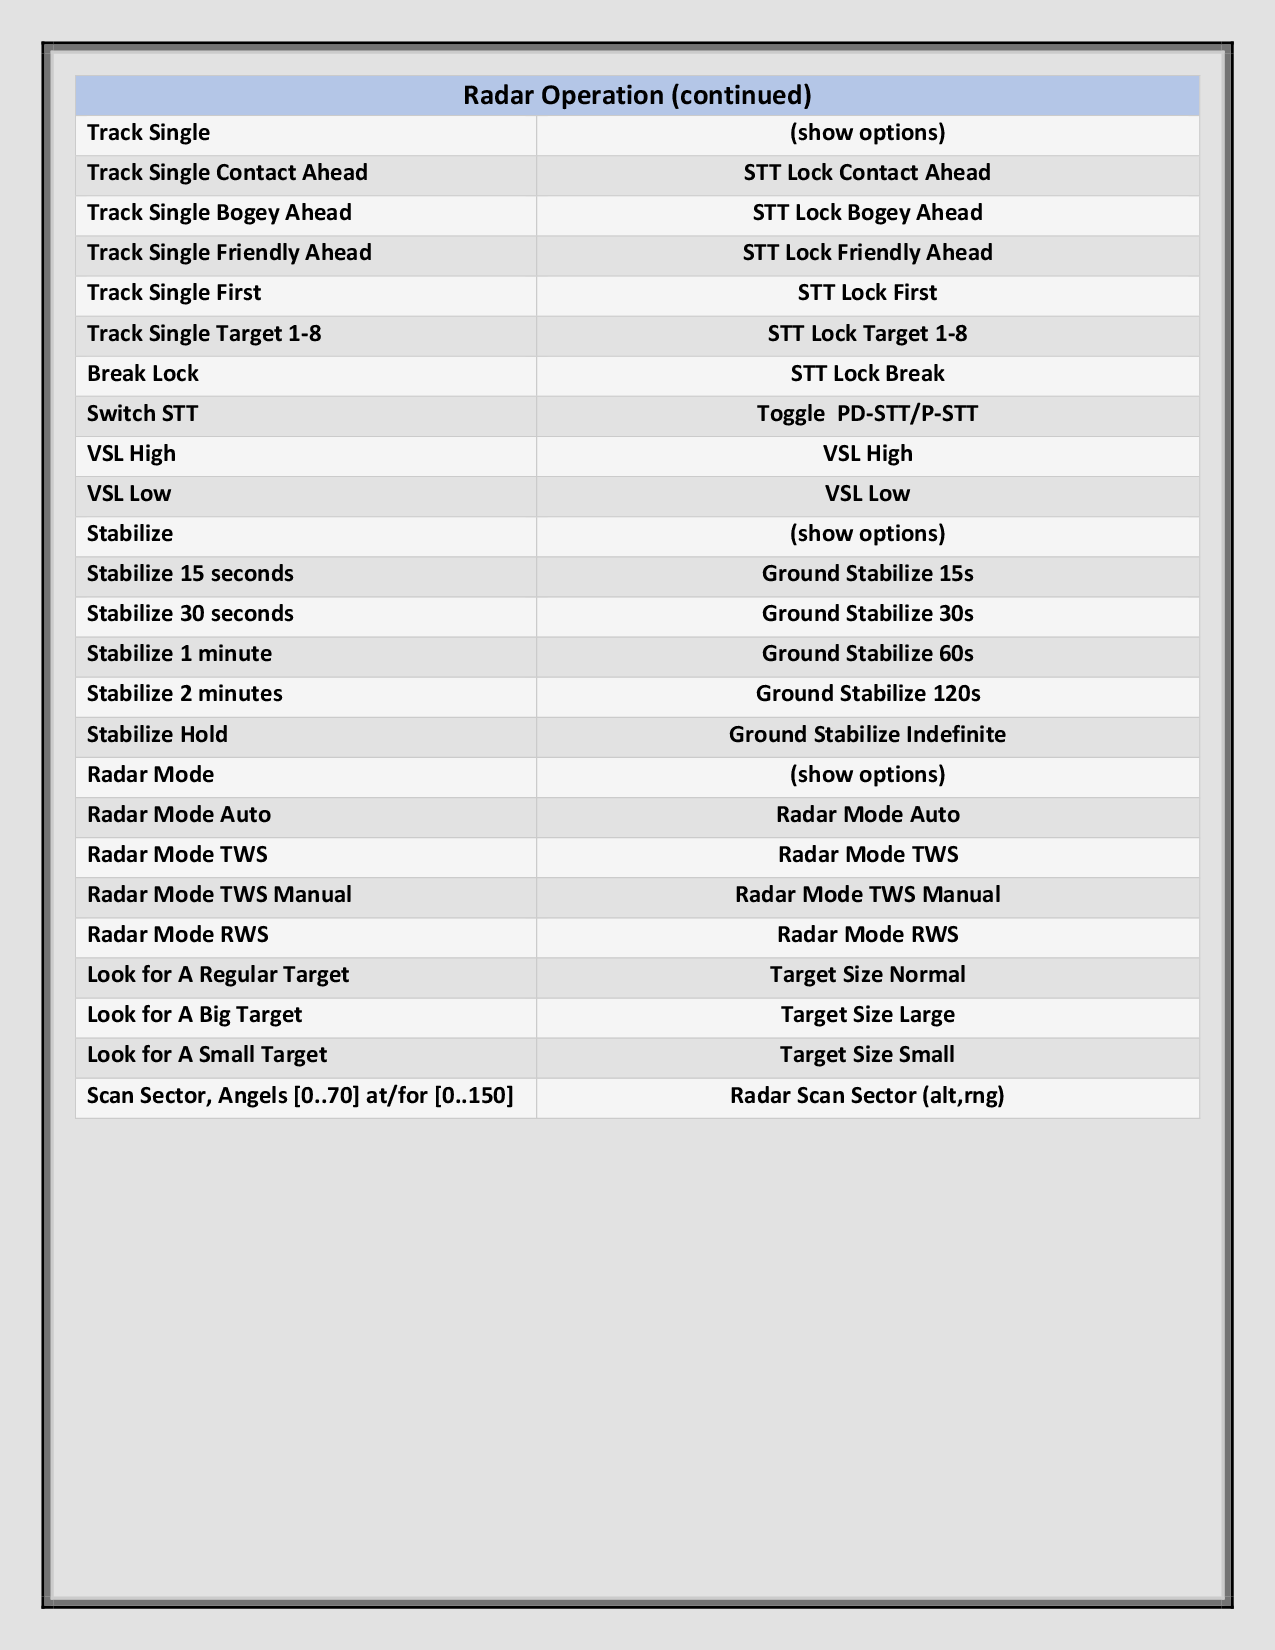 Radar Operation (continued)
Track Single (show options)
Track Single Contact Ahead STT Lock Contact Ahead
Track Single Bogey Ahead STT Lock Bogey Ahead
Track Single Friendly Ahead STT Lock Friendly Ahead
Track Single First STT Lock First
Track Single Target 1-8 STT Lock Target 1-8
Break Lock STT Lock Break
Switch STT Toggle  PD-STT/P-STT
VSL High VSL High
VSL Low VSL Low
Stabilize (show options)
Stabilize 15 seconds Ground Stabilize 15s
Stabilize 30 seconds Ground Stabilize 30s
Stabilize 1 minute Ground Stabilize 60s
Stabilize 2 minutes Ground Stabilize 120s
Stabilize Hold Ground Stabilize Indefinite
Radar Mode (show options)
Radar Mode Auto Radar Mode Auto
Radar Mode TWS Radar Mode TWS
Radar Mode TWS Manual Radar Mode TWS Manual
Radar Mode RWS Radar Mode RWS
Look for A Regular Target Target Size Normal
Look for A Big Target Target Size Large
Look for A Small Target Target Size Small
Scan Sector, Angels [0..70] at/for [0..150] Radar Scan Sector (alt,rng)